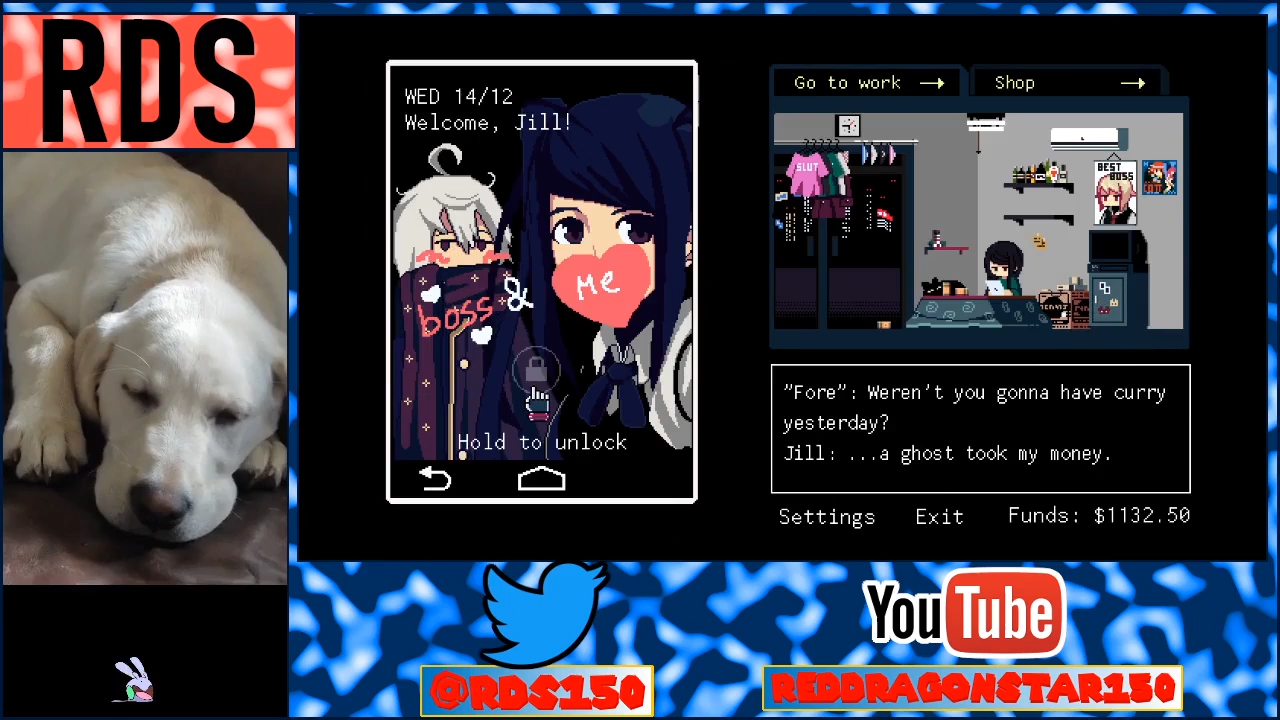 RDS
WED 14/12
Welcome, Jill!
boss & Me
Hold to unlock
Go to work →
Shop →
SLUT
BEST
BOSS
"Fore": Weren't you gonna have curry
yesterday?
Jill: ...a ghost took my money.
Settings
Exit
Funds: $1132.50
YouTube
@RDS150
REDDRAGONSTAR150